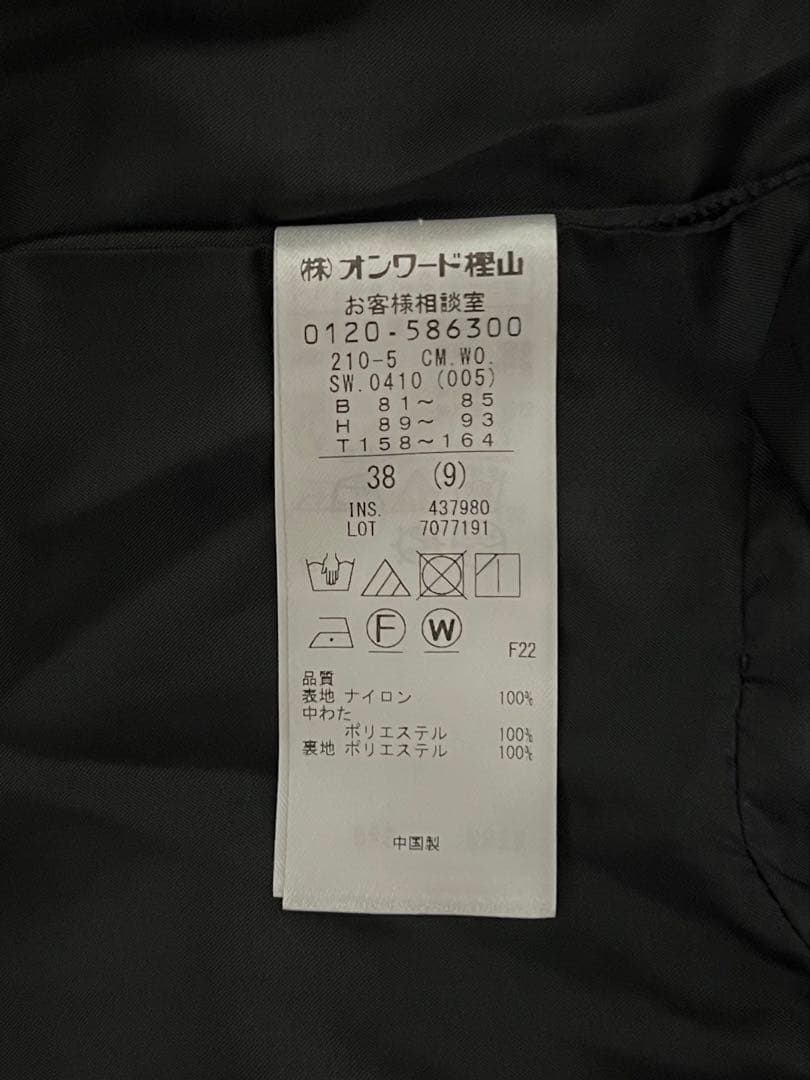 ㈱オンワード樫山
お客様相談室
0120-586300
210-5 CM.WO.
SW.0410 (005)
B 81～ 85
H 89～ 93
T.158～164
38 (9)
INS. 437980
LOT 7077191
F W
F22
品質
表地 ナイロン 100%
中わた
ポリエステル 100%
裏地 ポリエステル 100%
中国製